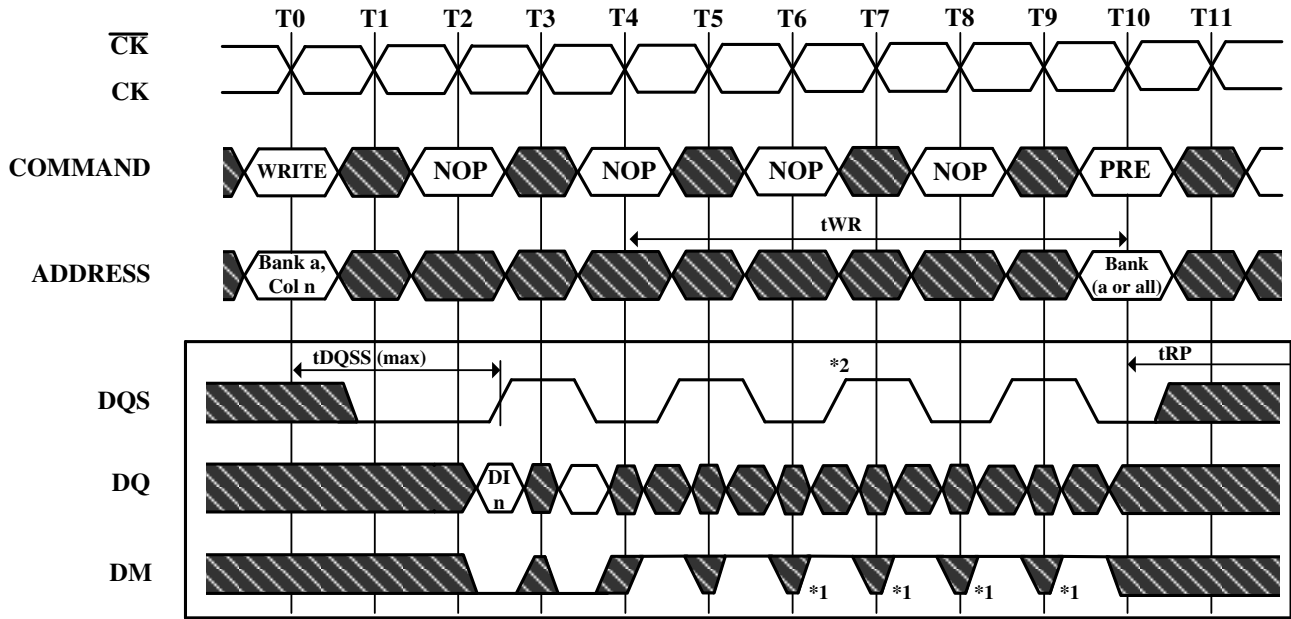 T0 T1 T2 T3 T4 T5 T6 T7 T8 T9 T10 T11
CK
CK
COMMAND WRITE NOP NOP NOP NOP PRE
tWR
ADDRESS Bank a, Col n Bank (a or all)
tDQSS (max) *2 tRP
DQS
DQ DI n
DM *1 *1 *1 *1